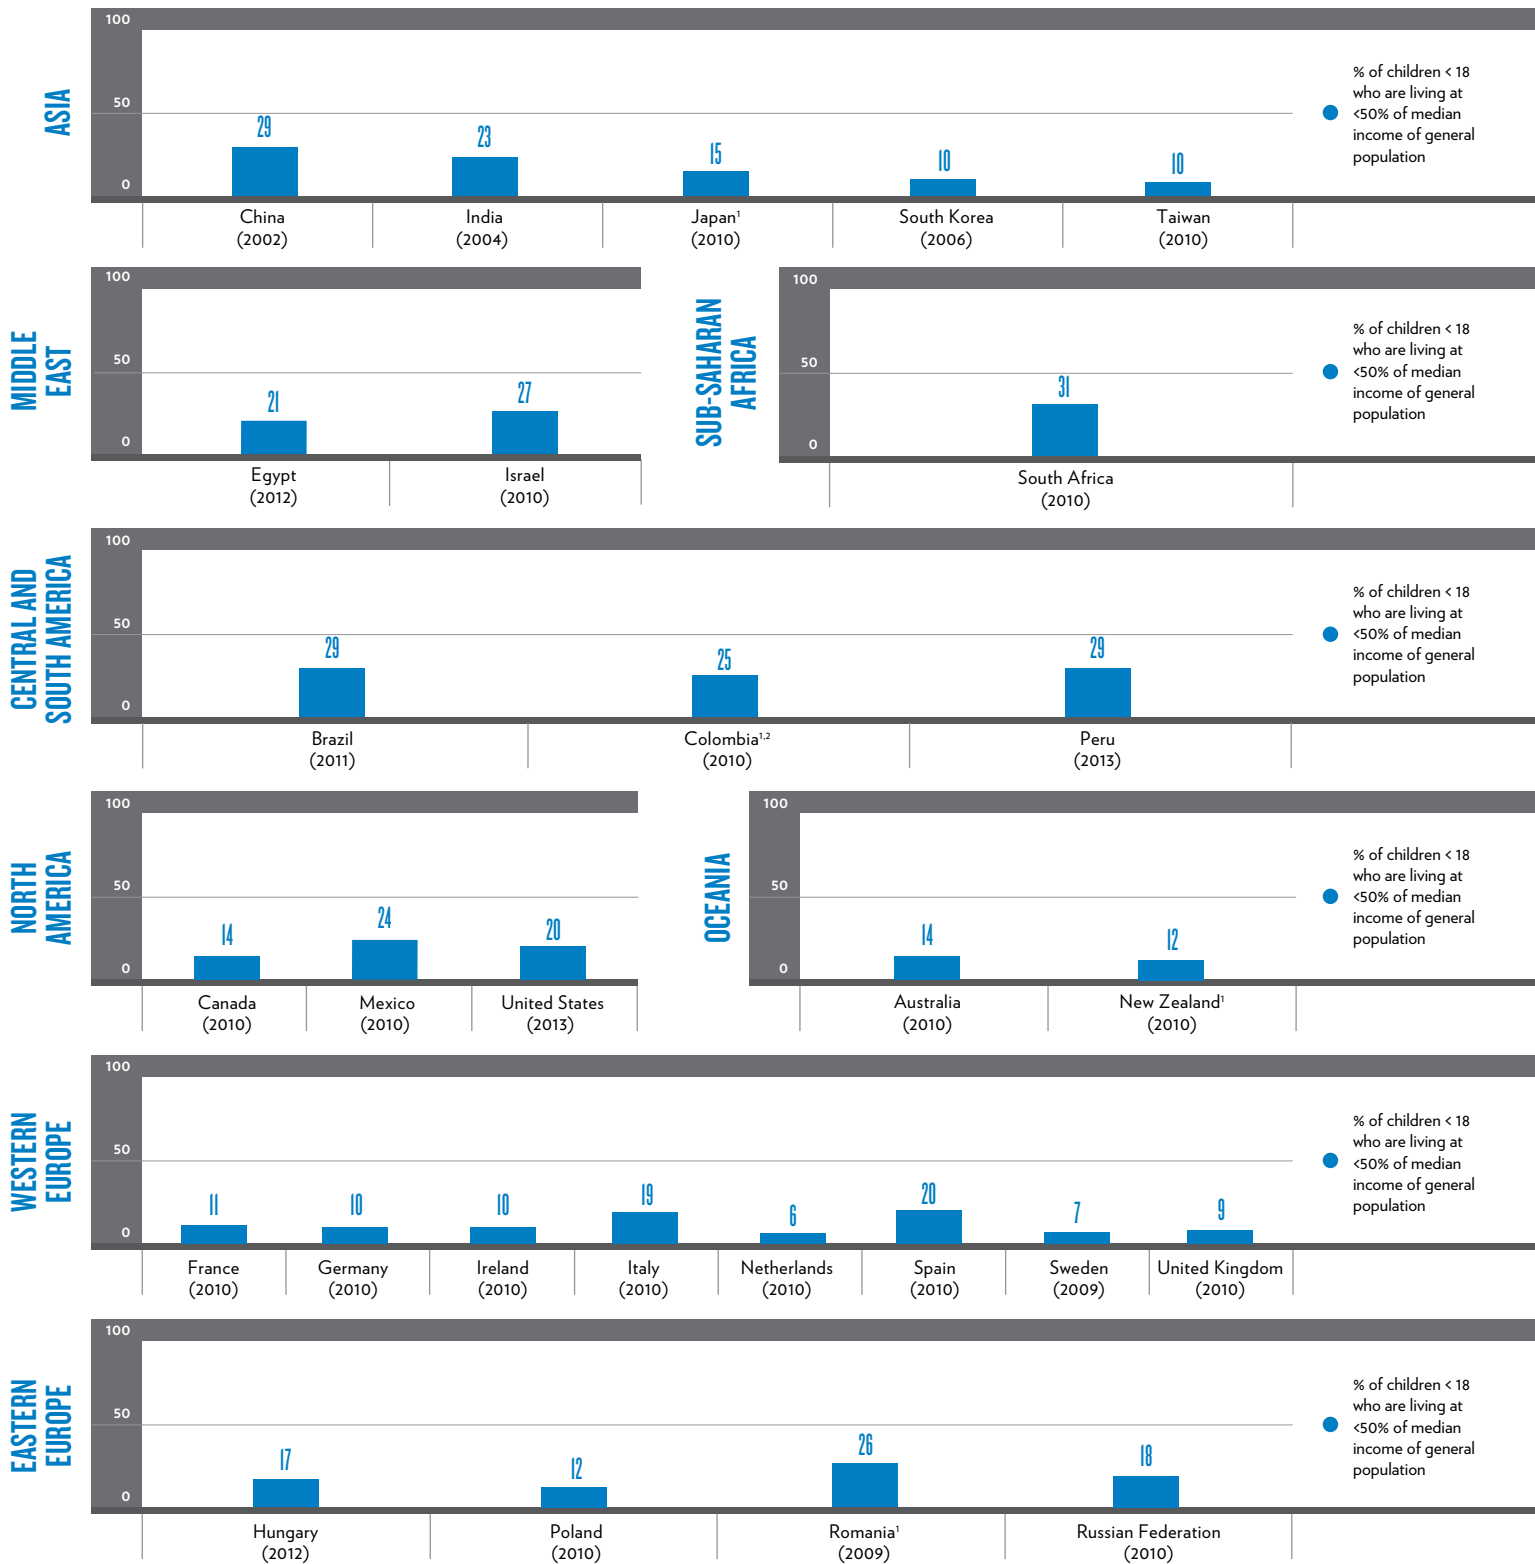 ASIA
100
50
0
29
23
15
10
10
China
(2002)
India
(2004)
Japan¹
(2010)
South Korea
(2006)
Taiwan
(2010)
% of children < 18
who are living at
<50% of median
income of general
population
MIDDLE
EAST
100
50
0
21
27
Egypt
(2012)
Israel
(2010)
SUB-SAHARAN
AFRICA
100
50
0
31
South Africa
(2010)
% of children < 18
who are living at
<50% of median
income of general
population
CENTRAL AND
SOUTH AMERICA
100
50
0
29
25
29
Brazil
(2011)
Colombia¹,²
(2010)
Peru
(2013)
% of children < 18
who are living at
<50% of median
income of general
population
NORTH
AMERICA
100
50
0
14
24
20
Canada
(2010)
Mexico
(2010)
United States
(2013)
OCEANIA
100
50
0
14
12
Australia
(2010)
New Zealand¹
(2010)
% of children < 18
who are living at
<50% of median
income of general
population
WESTERN
EUROPE
100
50
0
11
10
10
19
6
20
7
9
France
(2010)
Germany
(2010)
Ireland
(2010)
Italy
(2010)
Netherlands
(2010)
Spain
(2010)
Sweden
(2009)
United Kingdom
(2010)
% of children < 18
who are living at
<50% of median
income of general
population
EASTERN
EUROPE
100
50
0
17
12
26
18
Hungary
(2012)
Poland
(2010)
Romania¹
(2009)
Russian Federation
(2010)
% of children < 18
who are living at
<50% of median
income of general
population